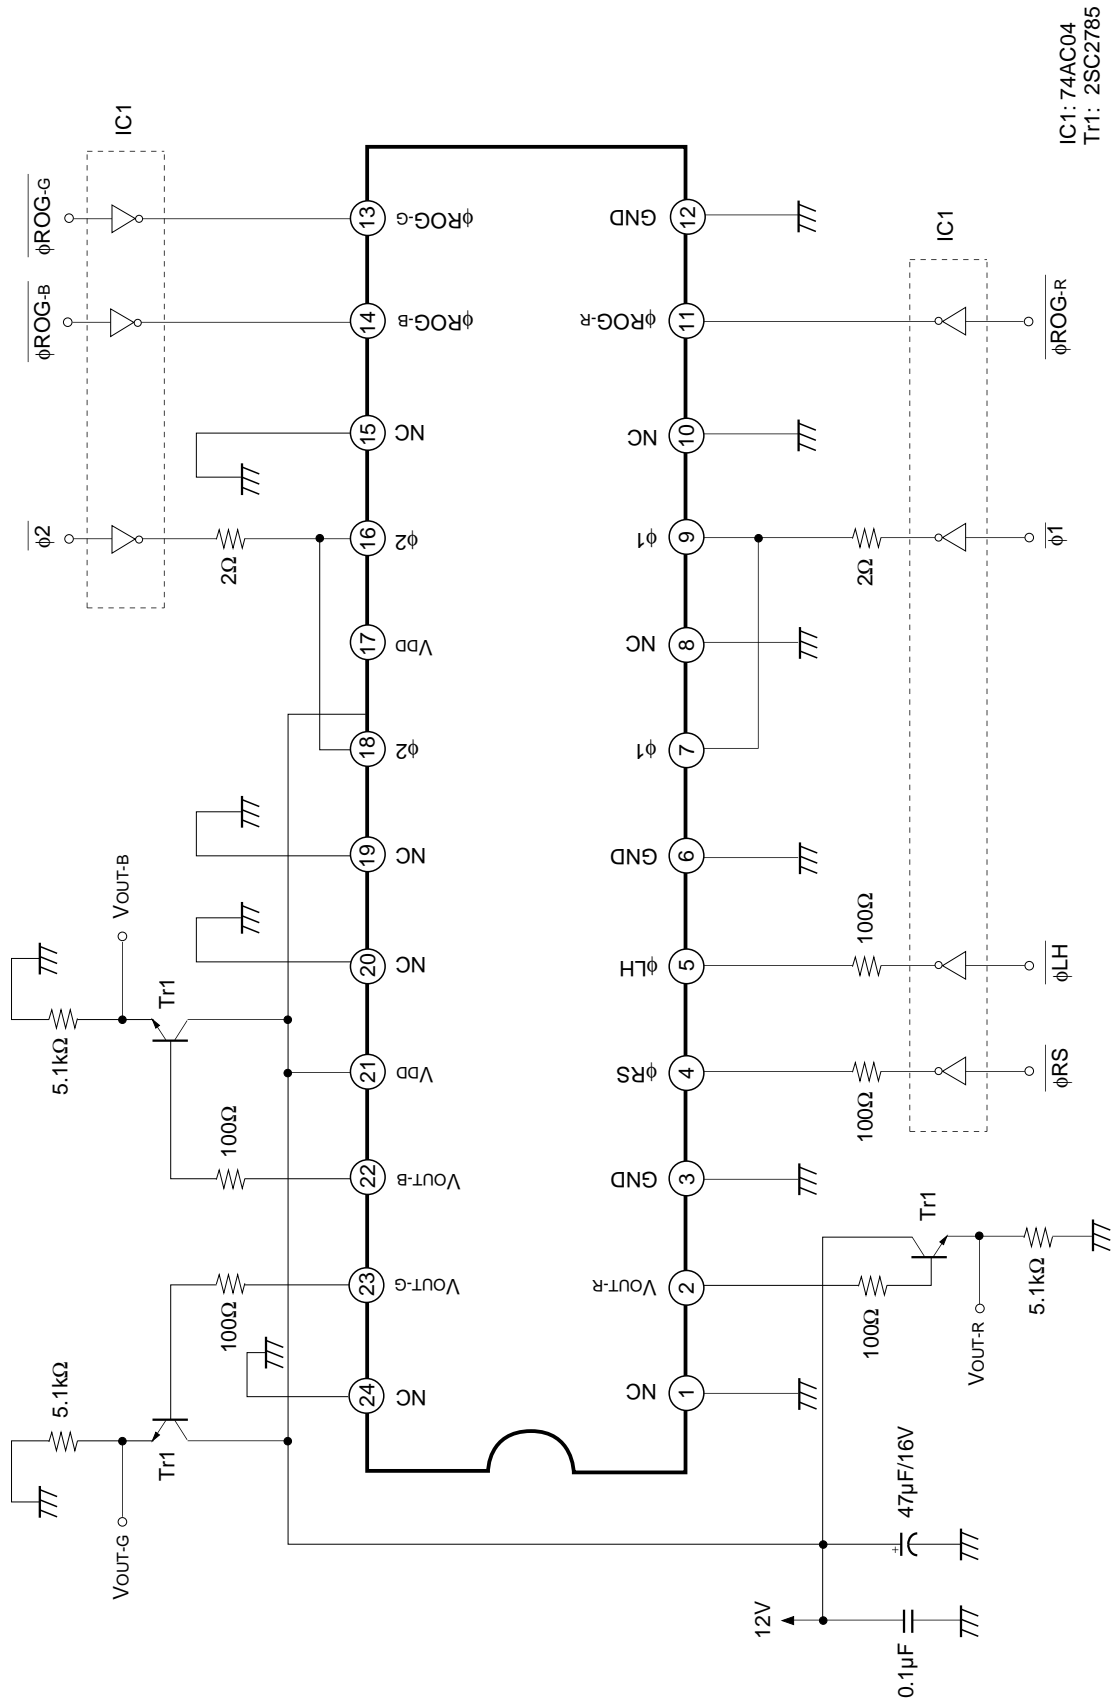 IC1
φROG-G
φROG-B
φ2
2Ω
VOUT-B
5.1kΩ
Tr1
100Ω
100Ω
5.1kΩ
Tr1
VOUT-G
13
φROG-G
14
φROG-B
15
NC
16
φ2
17
VDD
18
φ2
19
NC
20
NC
21
VDD
22
VOUT-B
23
VOUT-G
24
NC
12
GND
11
φROG-R
10
NC
9
φ1
8
NC
7
φ1
6
GND
5
φLH
4
φRS
3
GND
2
VOUT-R
1
NC
IC1
φROG-R
2Ω
φ1
100Ω
φLH
100Ω
φRS
Tr1
100Ω
VOUT-R
5.1kΩ
12V
+
47µF/16V
0.1µF
IC1: 74AC04
Tr1: 2SC2785